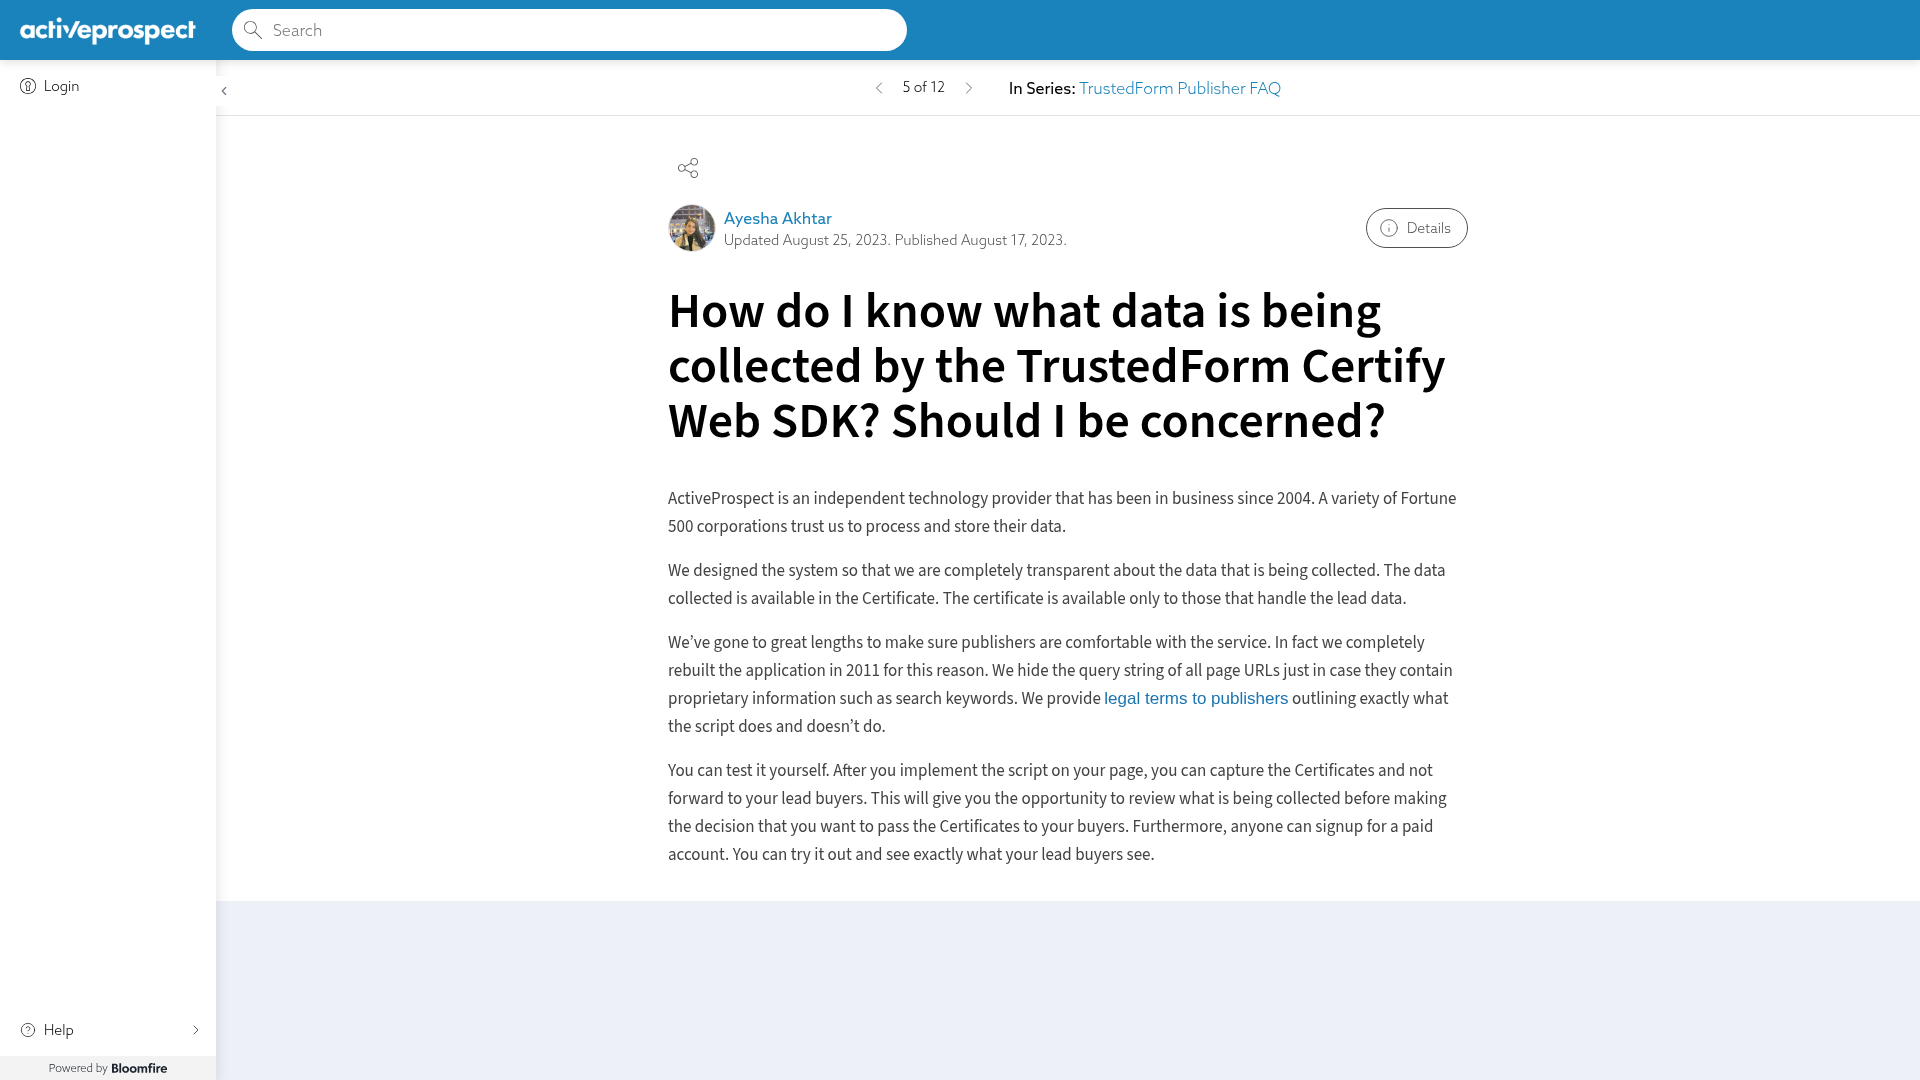 activeprospect
Search
Login
5 of 12
In Series: TrustedForm Publisher FAQ
Ayesha Akhtar
Updated August 25, 2023. Published August 17, 2023.
Details
How do I know what data is being
collected by the TrustedForm Certify
Web SDK? Should I be concerned?
ActiveProspect is an independent technology provider that has been in business since 2004. A variety of Fortune
500 corporations trust us to process and store their data.
We designed the system so that we are completely transparent about the data that is being collected. The data
collected is available in the Certificate. The certificate is available only to those that handle the lead data.
We’ve gone to great lengths to make sure publishers are comfortable with the service. In fact we completely
rebuilt the application in 2011 for this reason. We hide the query string of all page URLs just in case they contain
proprietary information such as search keywords. We provide legal terms to publishers outlining exactly what
the script does and doesn’t do.
You can test it yourself. After you implement the script on your page, you can capture the Certificates and not
forward to your lead buyers. This will give you the opportunity to review what is being collected before making
the decision that you want to pass the Certificates to your buyers. Furthermore, anyone can signup for a paid
account. You can try it out and see exactly what your lead buyers see.
Help
Powered by Bloomfire